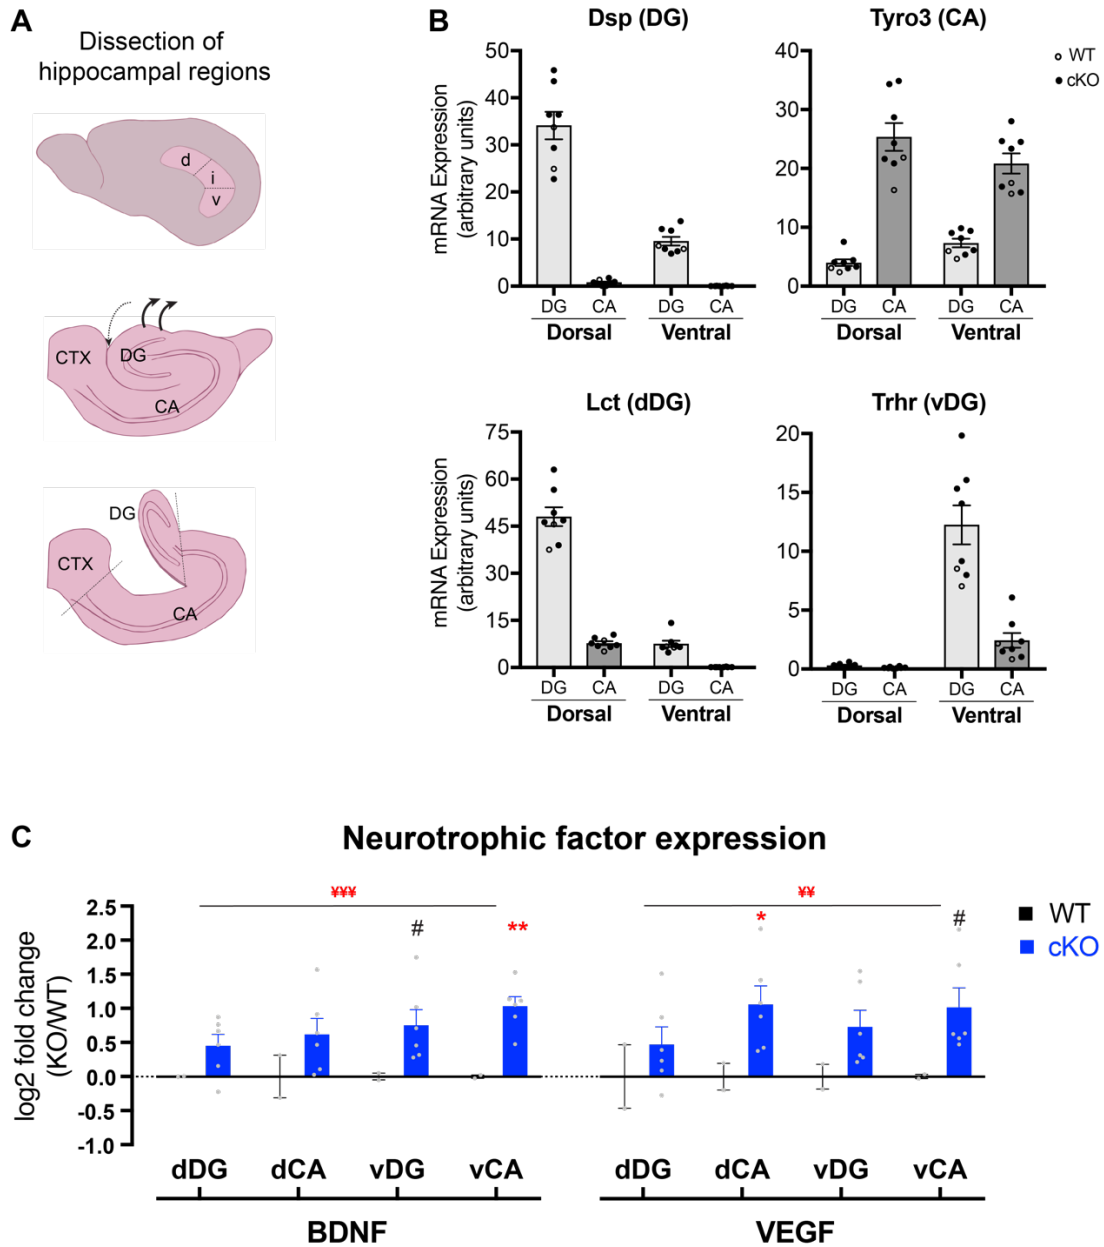 A
Dissection of
hippocampal regions
d
i
v
CTX
DG
CA
DG
CTX
CA
B
Dsp (DG)
mRNA Expression
(arbitrary units)
50
40
30
20
10
0
DG CA DG CA
Dorsal Ventral
Tyro3 (CA)
40
30
20
10
0
DG CA DG CA
Dorsal Ventral
WT
cKO
Lct (dDG)
mRNA Expression
(arbitrary units)
75
60
45
30
15
0
DG CA DG CA
Dorsal Ventral
Trhr (vDG)
20
15
10
5
0
DG CA DG CA
Dorsal Ventral
C
Neurotrophic factor expression
log2 fold change
(KO/WT)
2.5
2.0
1.5
1.0
0.5
0.0
-0.5
-1.0
¥¥¥
#
**
¥¥
*
#
WT
cKO
dDG dCA vDG vCA dDG dCA vDG vCA
BDNF VEGF